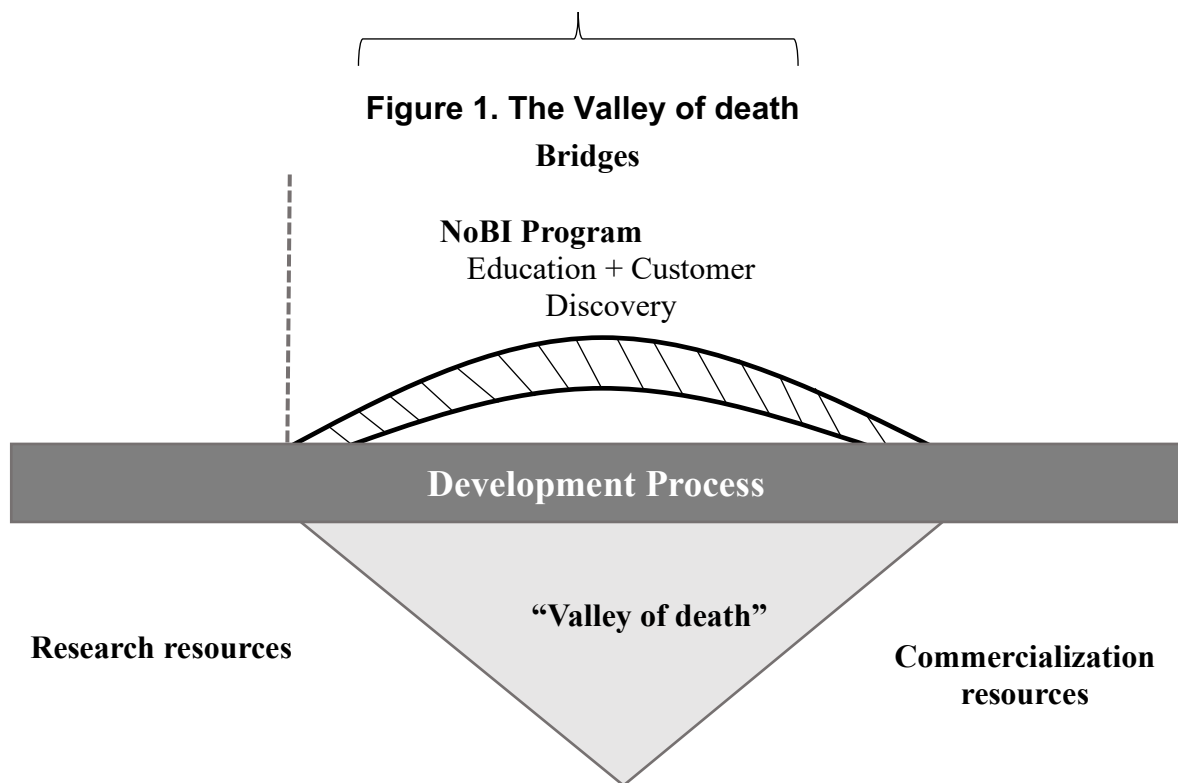 Figure 1. The Valley of death
Bridges
NoBI Program
Education + Customer
Discovery
Development Process
“Valley of death”
Research resources
Commercialization
resources